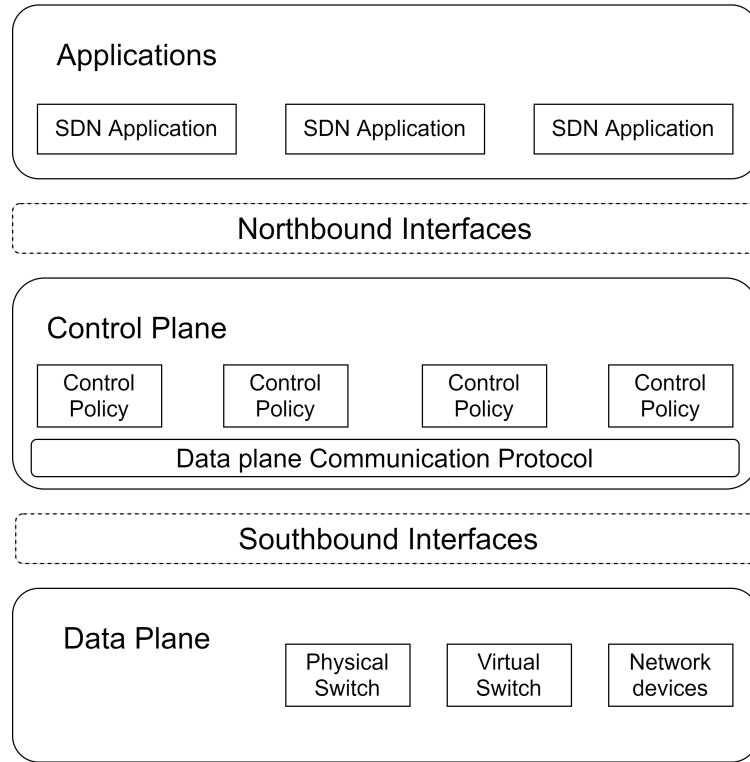 Applications
SDN Application
SDN Application
SDN Application
Northbound Interfaces
Control Plane
Control
Policy
Control
Policy
Control
Policy
Control
Policy
Data plane Communication Protocol
Southbound Interfaces
Data Plane
Physical
Switch
Virtual
Switch
Network
devices